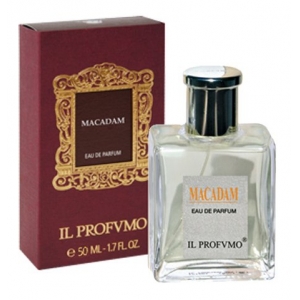 MACADAM
EAU DE PARFUM
IL PROFVMO
℮ 50 ML-1.7 FL.OZ.
MACADAM
EAU DE PARFUM
IL PROFVMO®